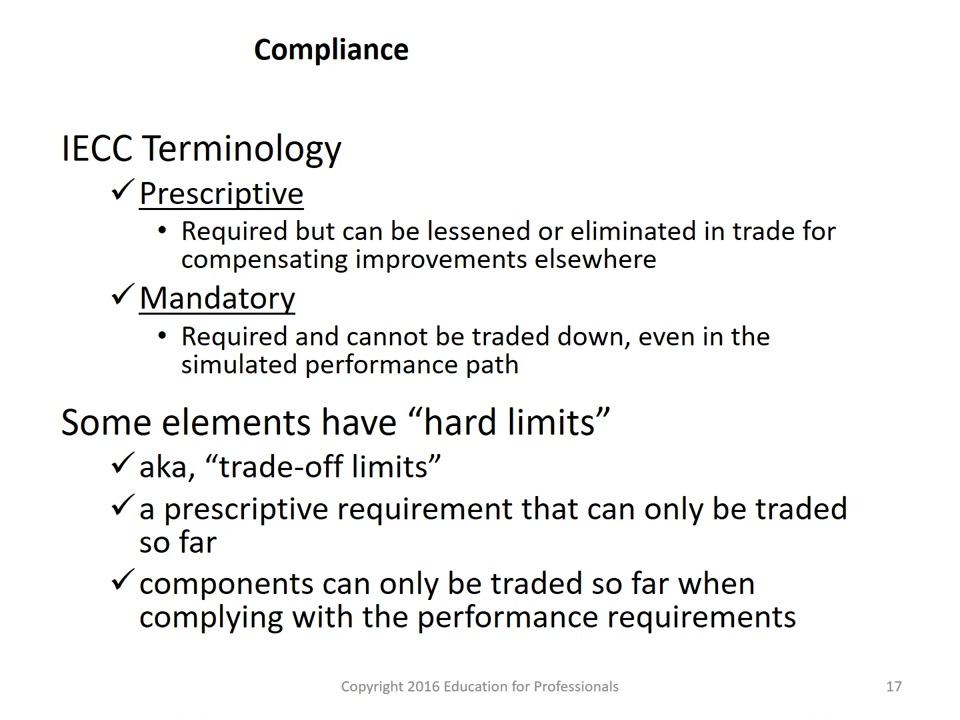 Compliance
IECC Terminology
✓ Prescriptive
• Required but can be lessened or eliminated in trade for
compensating improvements elsewhere
✓ Mandatory
• Required and cannot be traded down, even in the
simulated performance path
Some elements have “hard limits”
✓ aka, “trade-off limits”
✓ a prescriptive requirement that can only be traded
so far
✓ components can only be traded so far when
complying with the performance requirements
Copyright 2016 Education for Professionals
17